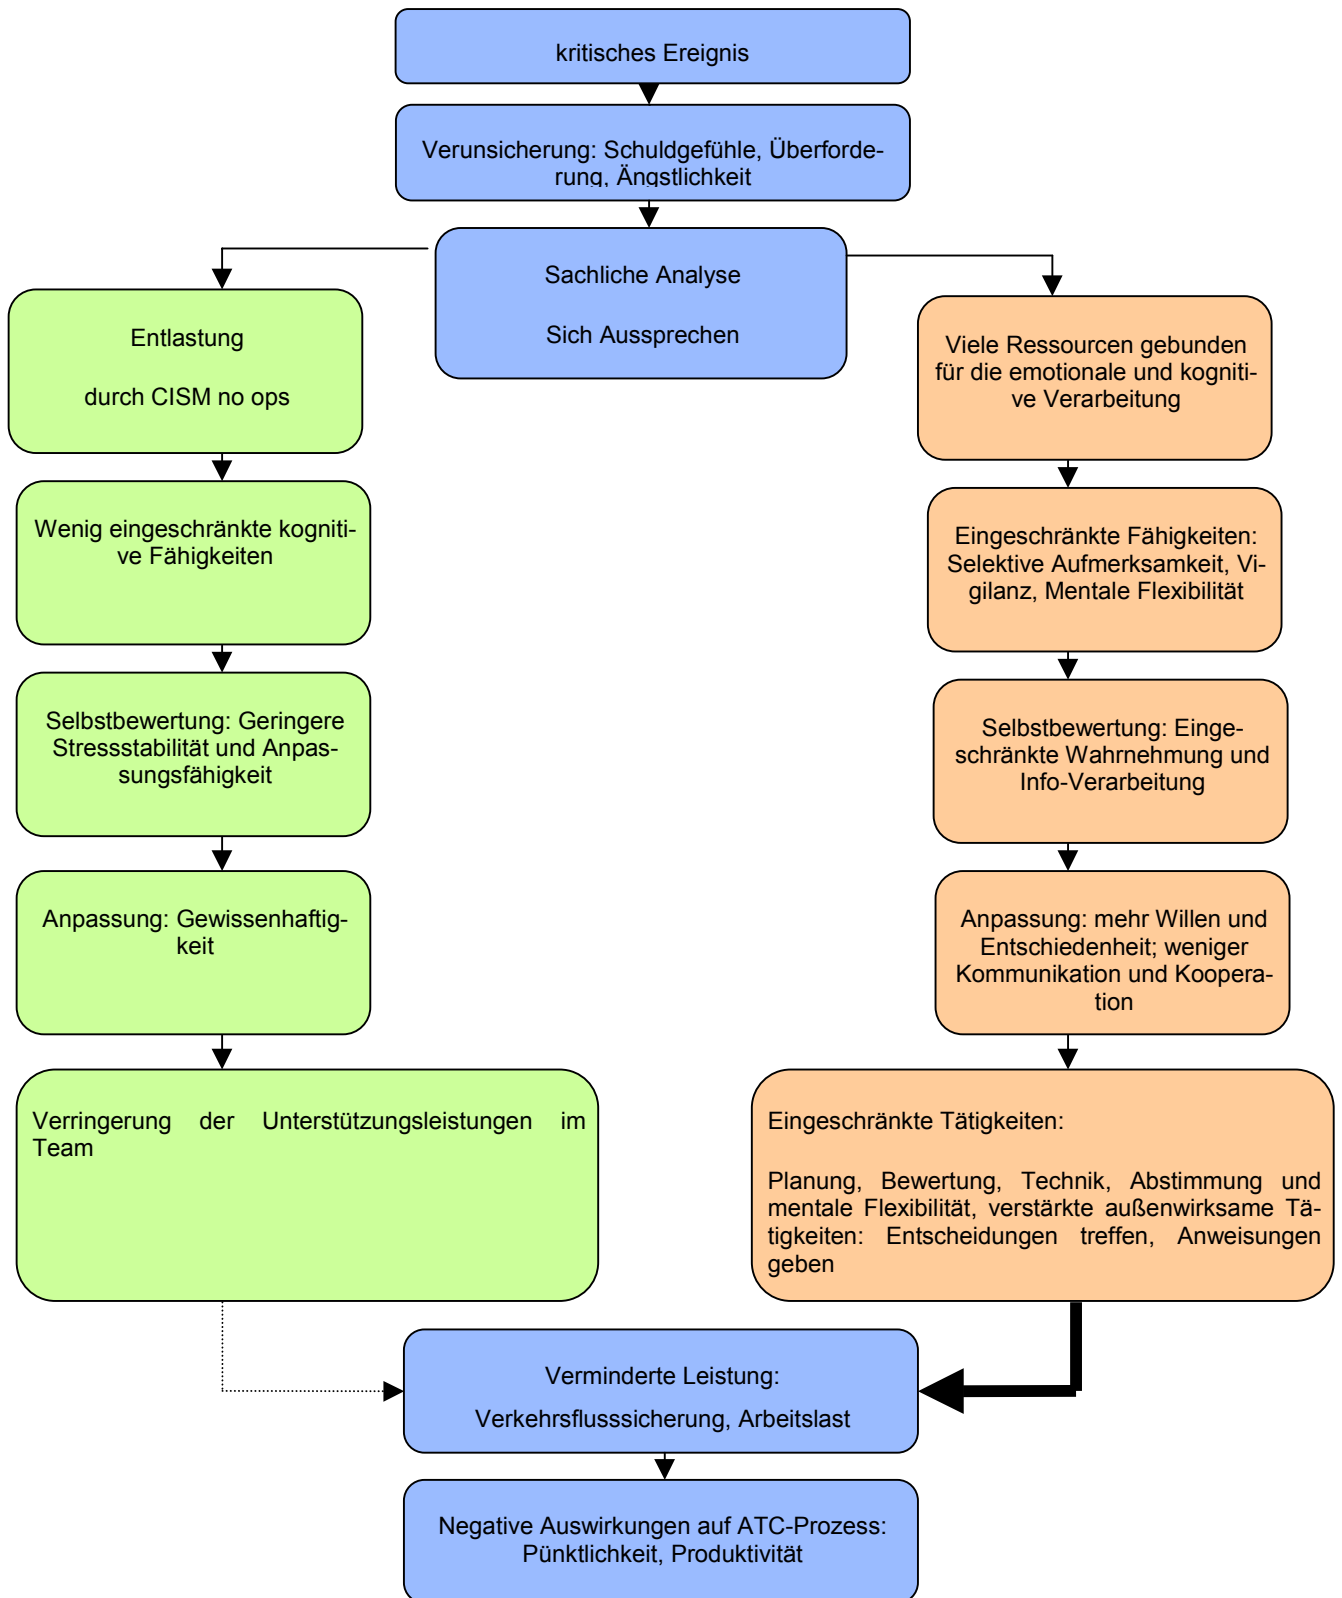 kritisches Ereignis
Verunsicherung: Schuldgefühle, Überforde-
rung, Ängstlichkeit
Sachliche Analyse
Sich Aussprechen
Entlastung
durch CISM no ops
Wenig eingeschränkte kogniti-
ve Fähigkeiten
Selbstbewertung: Geringere
Stressstabilität und Anpas-
sungsfähigkeit
Anpassung: Gewissenhaftig-
keit
Verringerung der Unterstützungsleistungen im
Team
Viele Ressourcen gebunden
für die emotionale und kogniti-
ve Verarbeitung
Eingeschränkte Fähigkeiten:
Selektive Aufmerksamkeit, Vi-
gilanz, Mentale Flexibilität
Selbstbewertung: Einge-
schränkte Wahrnehmung und
Info-Verarbeitung
Anpassung: mehr Willen und
Entschiedenheit; weniger
Kommunikation und Koopera-
tion
Eingeschränkte Tätigkeiten:
Planung, Bewertung, Technik, Abstimmung und
mentale Flexibilität, verstärkte außenwirksame Tä-
tigkeiten: Entscheidungen treffen, Anweisungen
geben
Verminderte Leistung:
Verkehrsflusssicherung, Arbeitslast
Negative Auswirkungen auf ATC-Prozess:
Pünktlichkeit, Produktivität